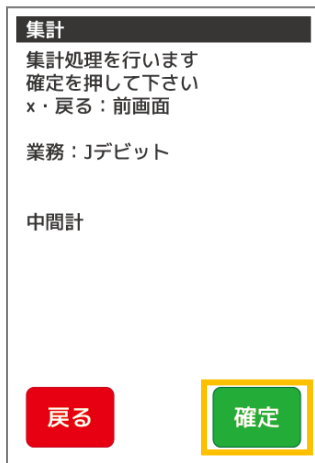 集計
集計処理を行います
確定を押して下さい
x・戻る：前画面
業務：Jデビット
中間計
戻る
確定